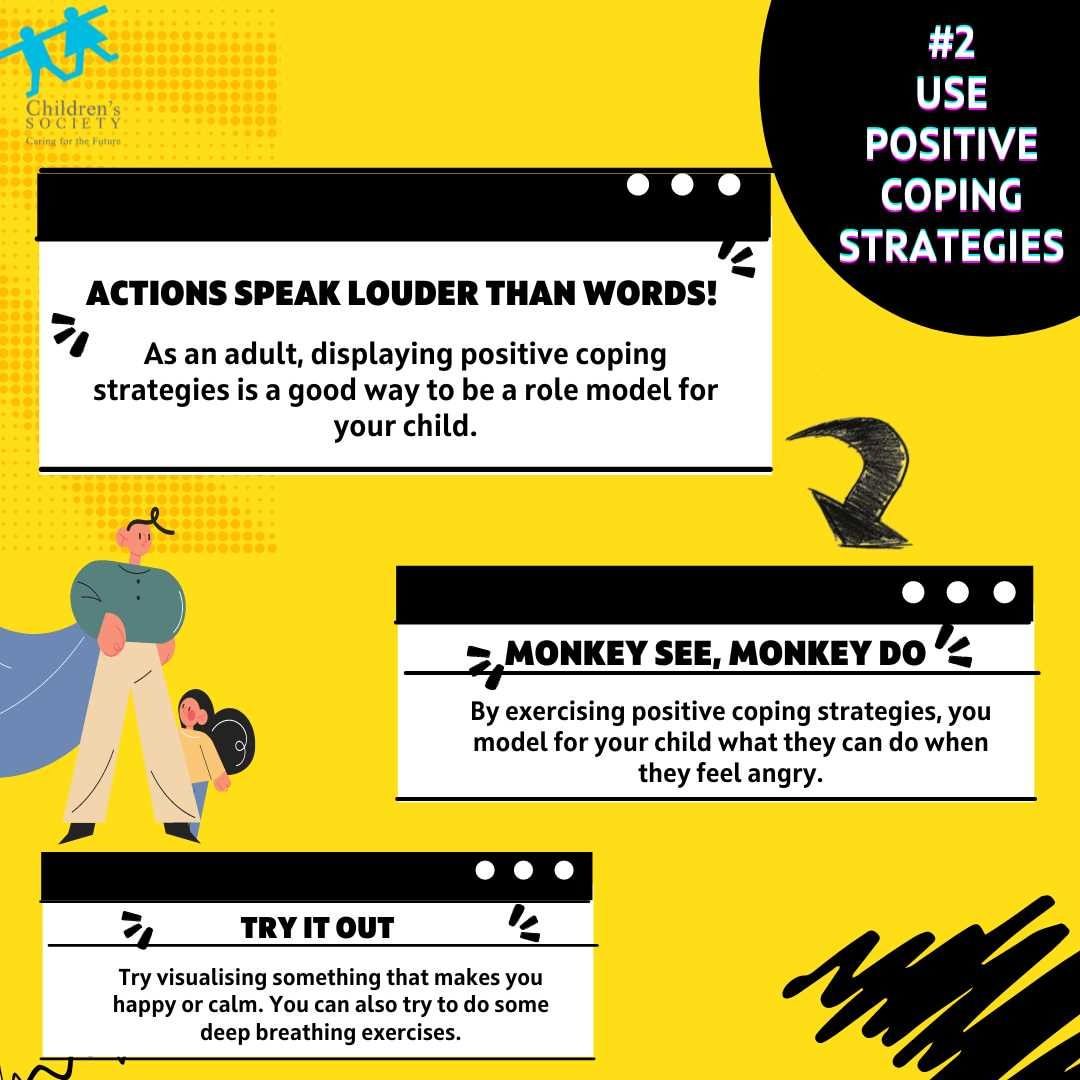 Children's
SOCIETY
Caring for the Future
#2
USE
POSITIVE
COPING
STRATEGIES
ACTIONS SPEAK LOUDER THAN WORDS!
As an adult, displaying positive coping
strategies is a good way to be a role model for
your child.
MONKEY SEE, MONKEY DO
By exercising positive coping strategies, you
model for your child what they can do when
they feel angry.
TRY IT OUT
Try visualising something that makes you
happy or calm. You can also try to do some
deep breathing exercises.